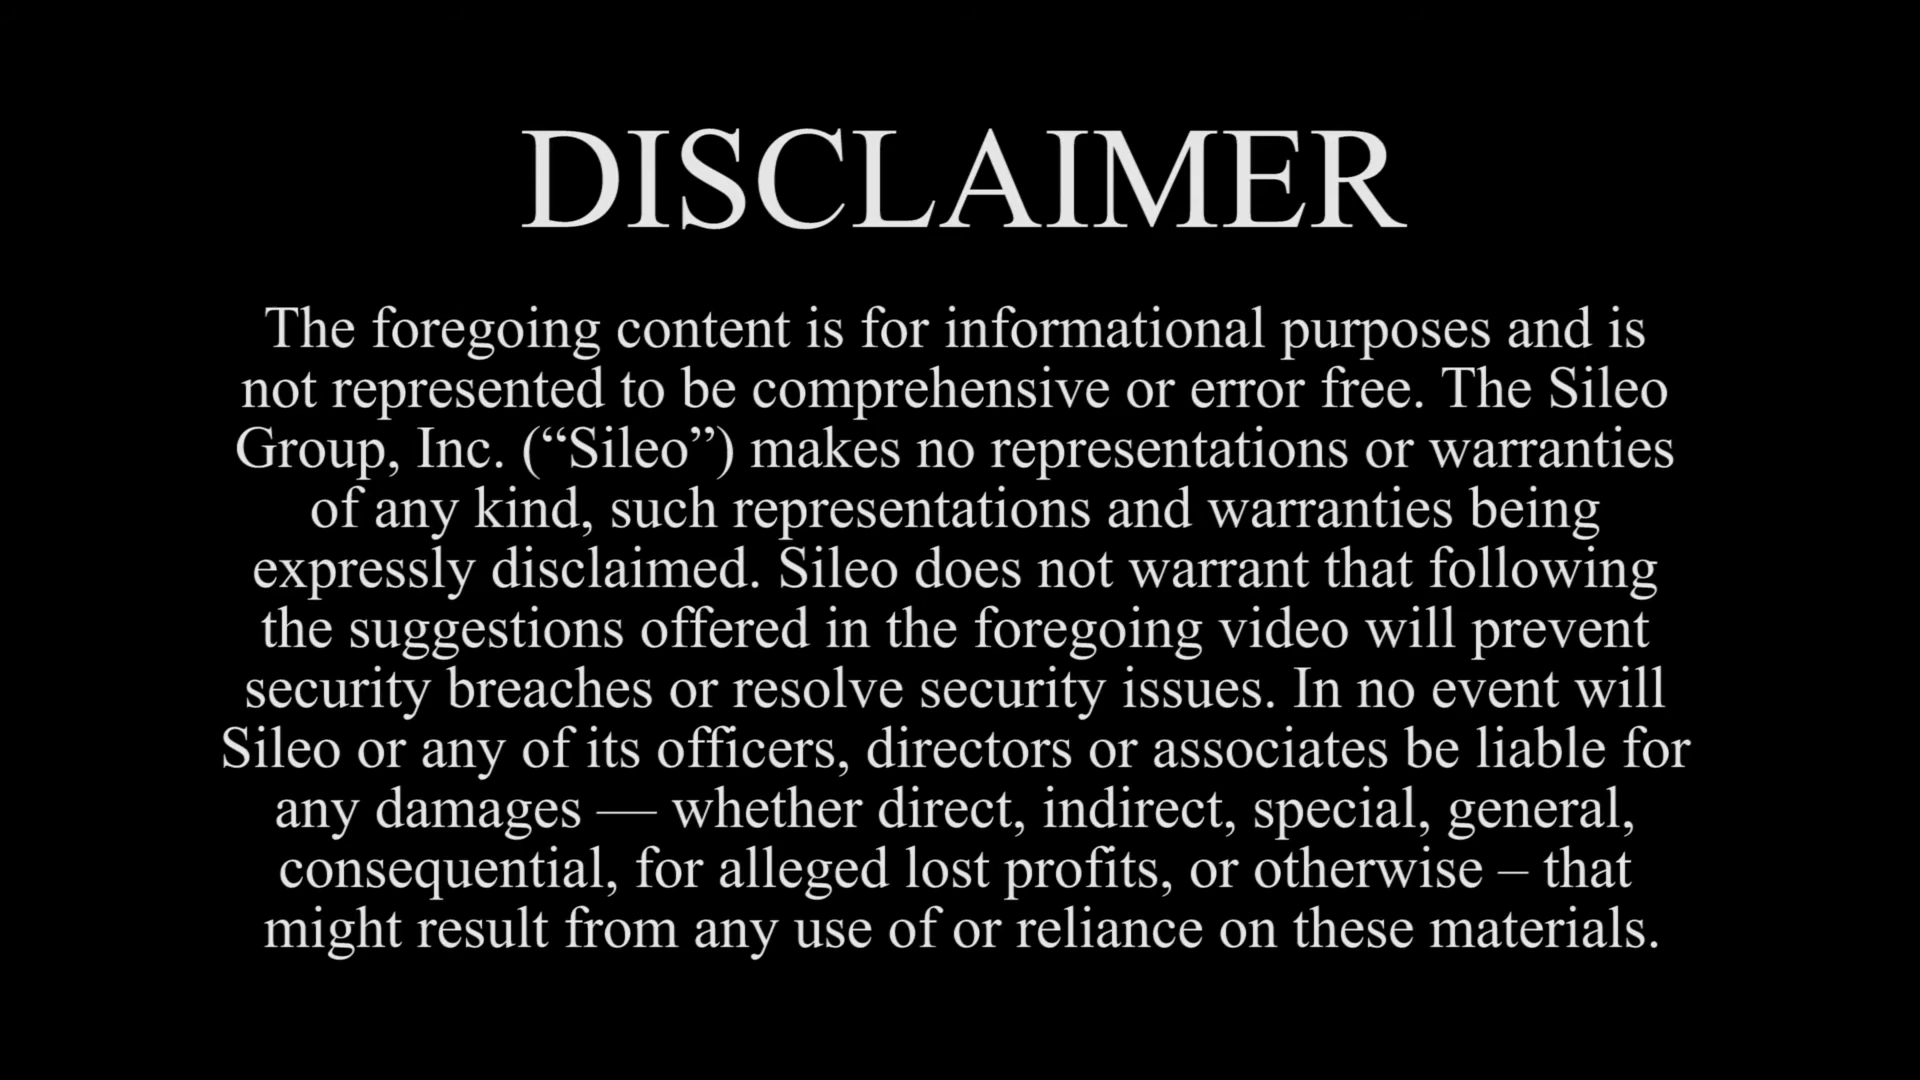 DISCLAIMER
The foregoing content is for informational purposes and is
not represented to be comprehensive or error free. The Sileo
Group, Inc. (“Sileo”) makes no representations or warranties
of any kind, such representations and warranties being
expressly disclaimed. Sileo does not warrant that following
the suggestions offered in the foregoing video will prevent
security breaches or resolve security issues. In no event will
Sileo or any of its officers, directors or associates be liable for
any damages — whether direct, indirect, special, general,
consequential, for alleged lost profits, or otherwise – that
might result from any use of or reliance on these materials.